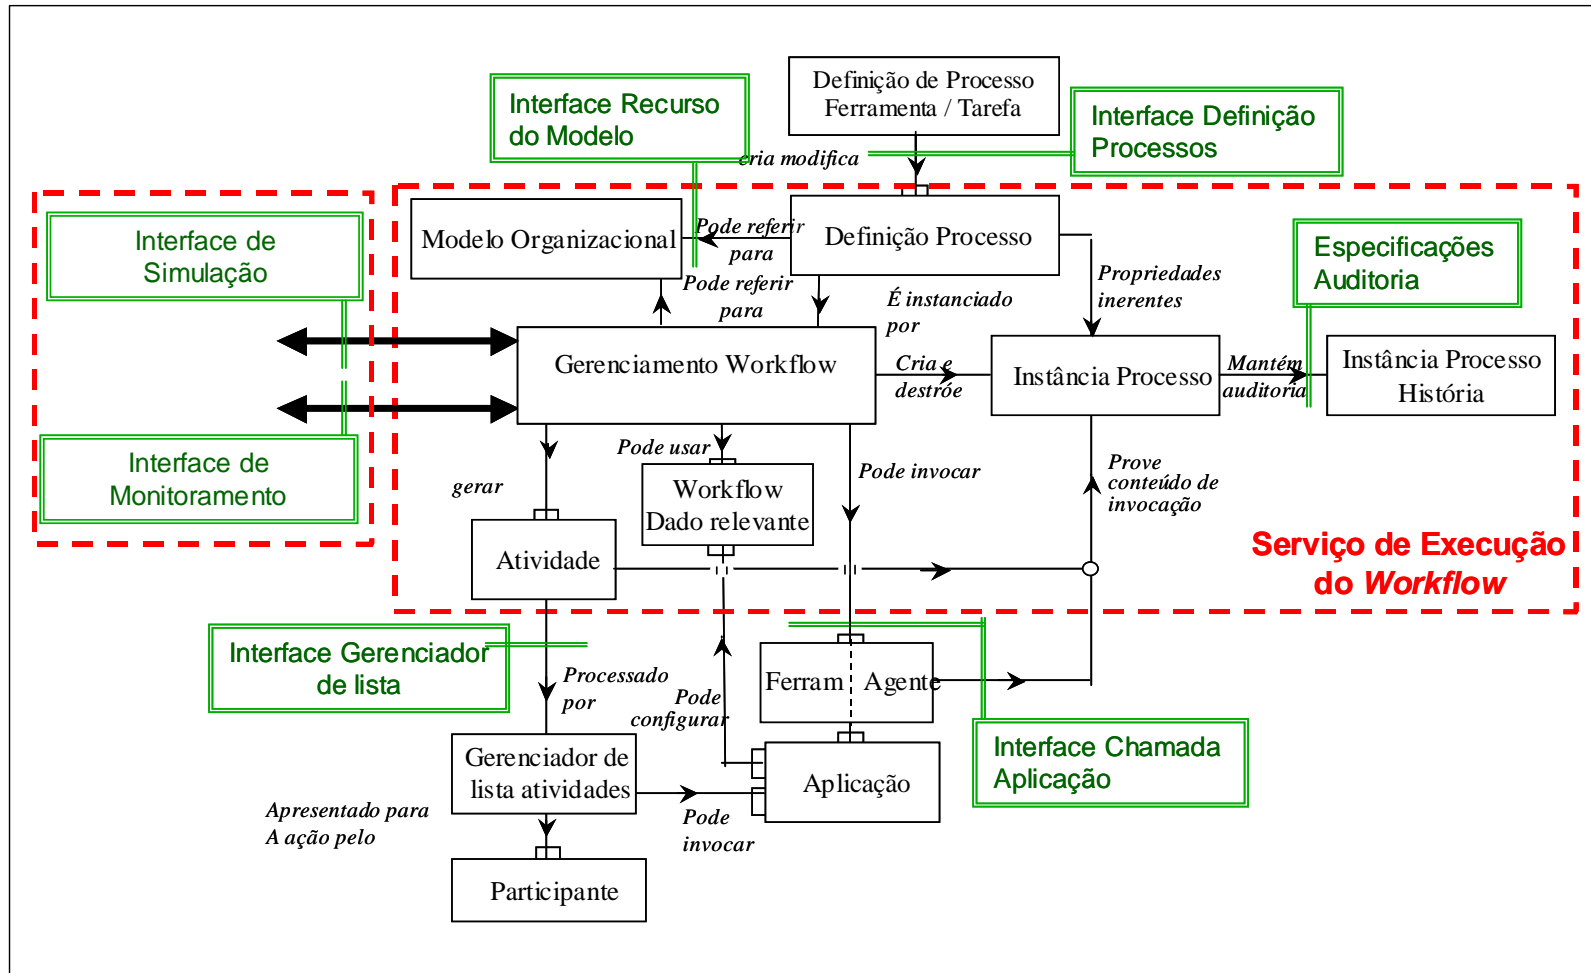 Definição de Processo
Ferramenta / Tarefa
Interface Recurso
do Modelo
Interface Definição
Processos
cria modifica
Interface de
Simulação
Modelo Organizacional
Pode referir
para
Definição Processo
Especificações
Auditoria
Propriedades
inerentes
Pode referir
para
É instanciado
por
Gerenciamento Workflow
Cria e
destróe
Instância Processo
Mantém
auditoria
Instância Processo
História
Interface de
Monitoramento
Pode usar
Pode invocar
Prove
conteúdo de
invocação
gerar
Workflow
Dado relevante
Atividade
Serviço de Execução
do Workflow
Interface Gerenciador
de lista
Processado
por
Pode
configurar
Ferram
Agente
Interface Chamada
Aplicação
Gerenciador de
lista atividades
Aplicação
Apresentado para
A ação pelo
Pode
invocar
Participante